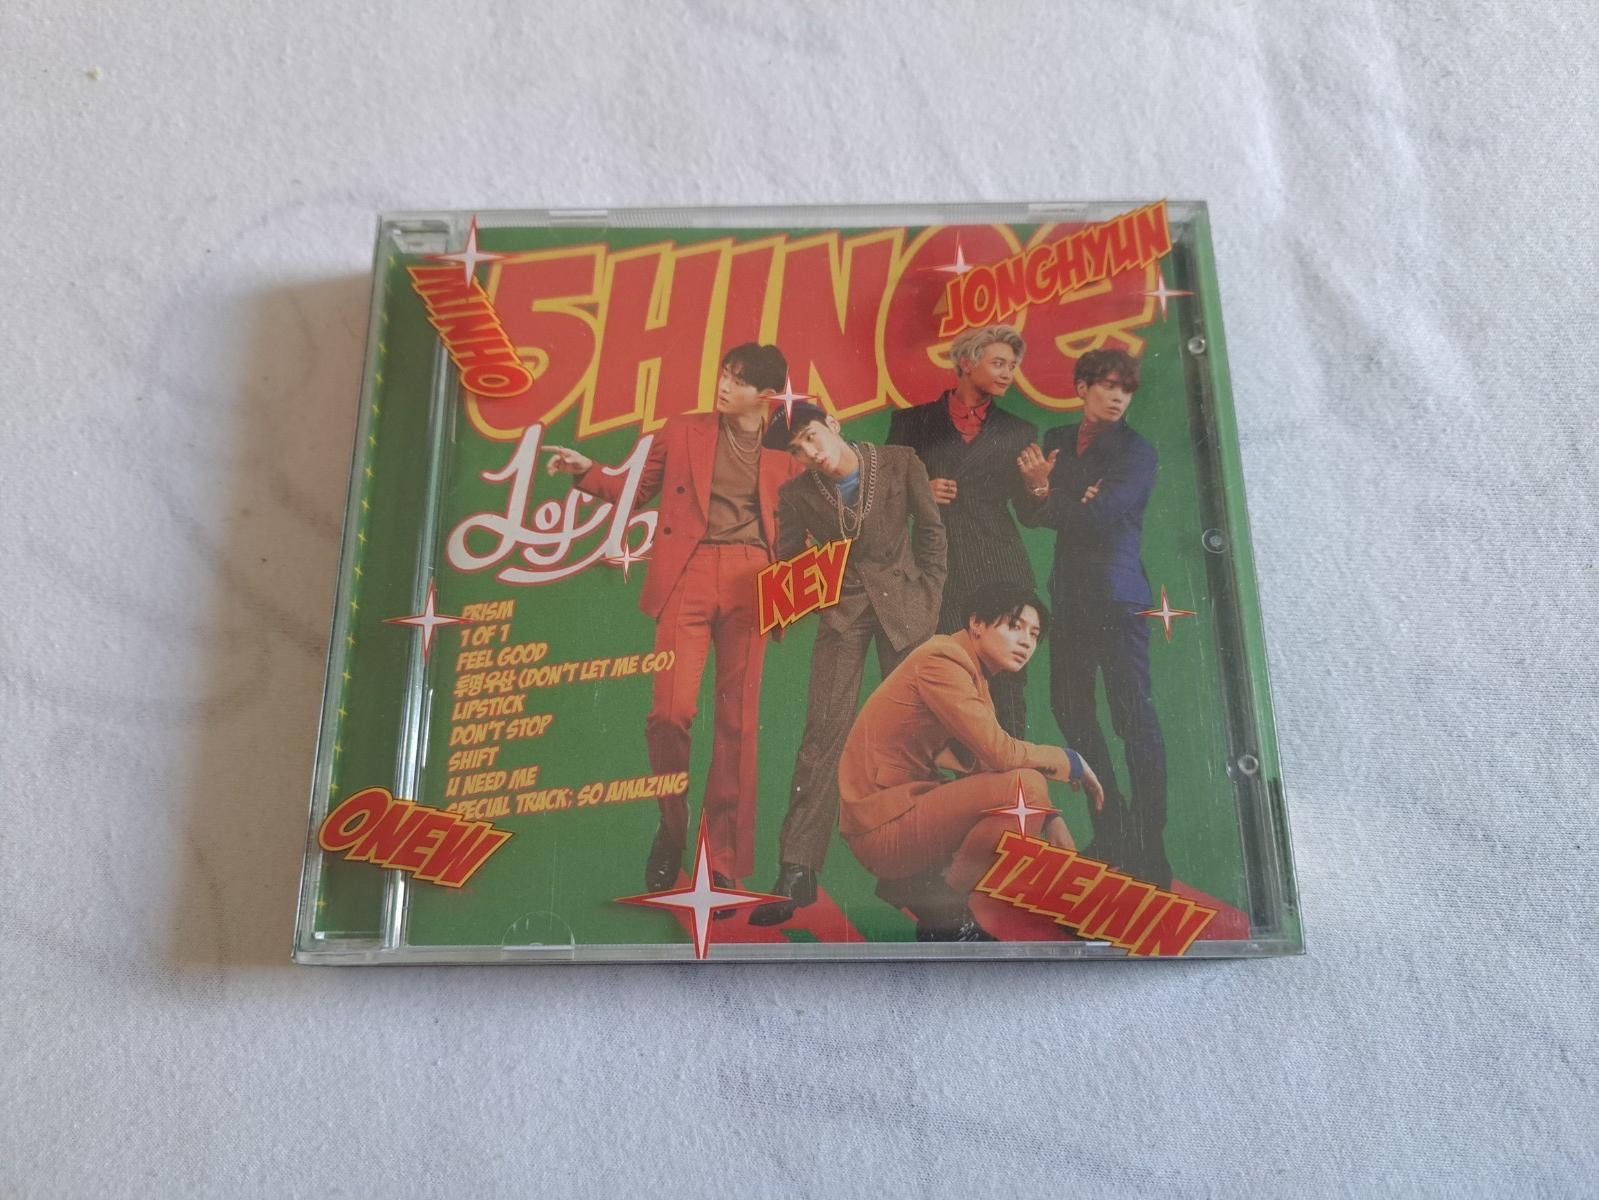 SHINee
MINHO
JONGHYUN
1 of 1
KEY
PRISM
1 OF 1
FEEL GOOD
투명우산 (DON'T LET ME GO)
LIPSTICK
DON'T STOP
SHIFT
U NEED ME
SPECIAL TRACK; SO AMAZING
ONEW
TAEMIN